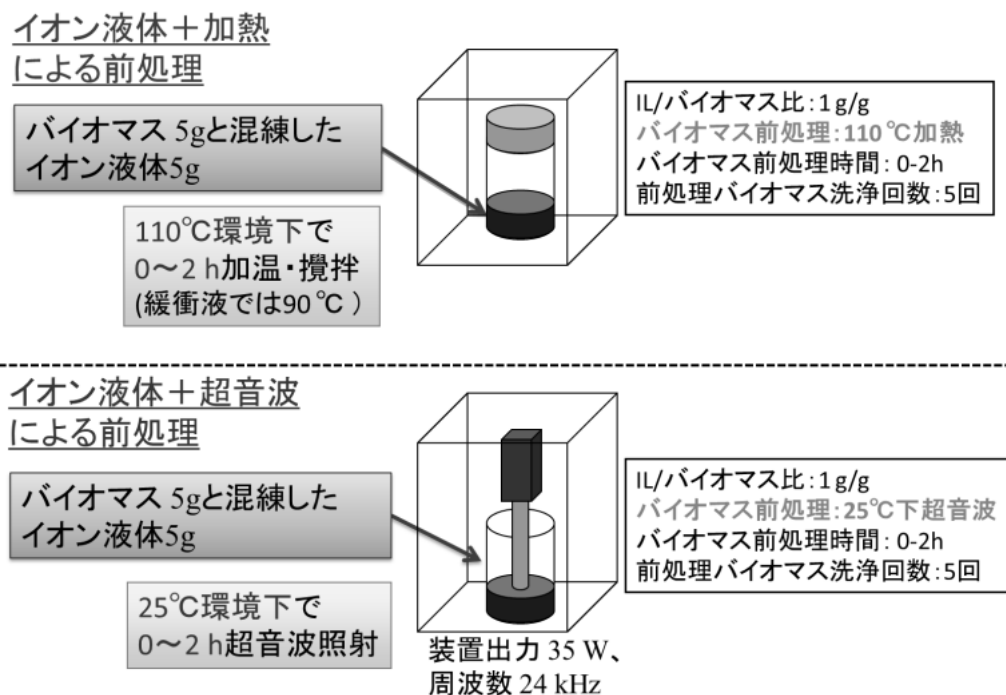 イオン液体＋加熱
による前処理
バイオマス 5gと混練した
イオン液体5g
110℃環境下で
0～2 h加温・攪拌
(緩衝液では90℃)
IL/バイオマス比：1 g/g
バイオマス前処理：110℃加熱
バイオマス前処理時間：0-2h
前処理バイオマス洗浄回数：5回
イオン液体＋超音波
による前処理
バイオマス 5gと混練した
イオン液体5g
25℃環境下で
0～2 h超音波照射
装置出力 35 W、
周波数 24 kHz
IL/バイオマス比：1 g/g
バイオマス前処理：25℃下超音波
バイオマス前処理時間：0-2h
前処理バイオマス洗浄回数：5回